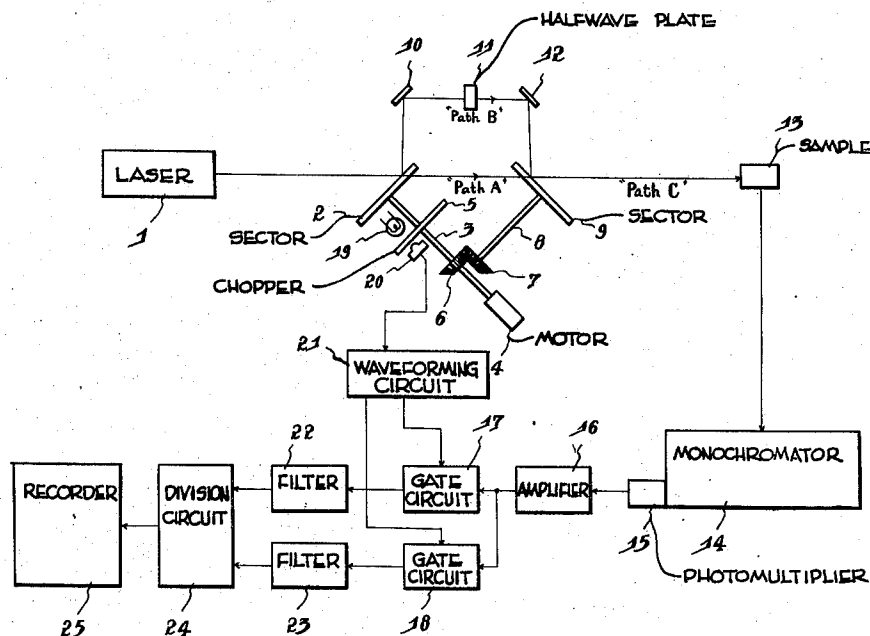 HALFWAVE PLATE
10
11
12
"Path B"
13
SAMPLE
LASER
"Path A"
"Path C"
1
2
5
SECTOR
3
8
9
SECTOR
19
CHOPPER
20
7
6
MOTOR
4
21
WAVEFORMING
CIRCUIT
22
17
16
MONOCHROMATOR
RECORDER
DIVISION
CIRCUIT
FILTER
GATE
CIRCUIT
AMPLIFIER
15
14
FILTER
GATE
CIRCUIT
PHOTOMULTIPLIER
25
24
23
18